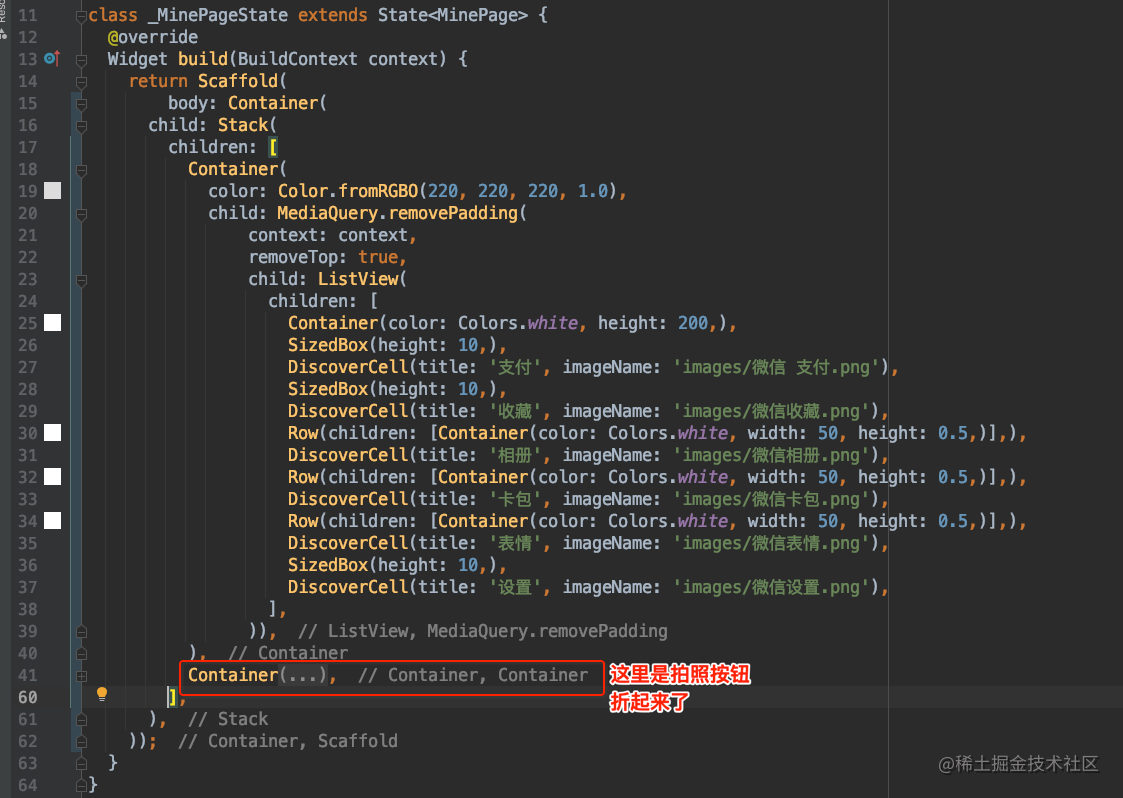 11 class _MinePageState extends State<MinePage> {
12 @override
13 Widget build(BuildContext context) {
14 return Scaffold(
15 body: Container(
16 child: Stack(
17 children: [
18 Container(
19 color: Color.fromRGBO(220, 220, 220, 1.0),
20 child: MediaQuery.removePadding(
21 context: context,
22 removeTop: true,
23 child: ListView(
24 children: [
25 Container(color: Colors.white, height: 200,),
26 SizedBox(height: 10,),
27 DiscoverCell(title: '支付', imageName: 'images/微信 支付.png'),
28 SizedBox(height: 10,),
29 DiscoverCell(title: '收藏', imageName: 'images/微信收藏.png'),
30 Row(children: [Container(color: Colors.white, width: 50, height: 0.5,)],),
31 DiscoverCell(title: '相册', imageName: 'images/微信相册.png'),
32 Row(children: [Container(color: Colors.white, width: 50, height: 0.5,)],),
33 DiscoverCell(title: '卡包', imageName: 'images/微信卡包.png'),
34 Row(children: [Container(color: Colors.white, width: 50, height: 0.5,)],),
35 DiscoverCell(title: '表情', imageName: 'images/微信表情.png'),
36 SizedBox(height: 10,),
37 DiscoverCell(title: '设置', imageName: 'images/微信设置.png'),
38 ],
39 )), // ListView, MediaQuery.removePadding
40 ), // Container
41 Container(...), // Container, Container 这里是拍照按钮
折起来了
60 ],
61 ), // Stack
62 )); // Container, Scaffold
63 }
64 }
@稀土掘金技术社区